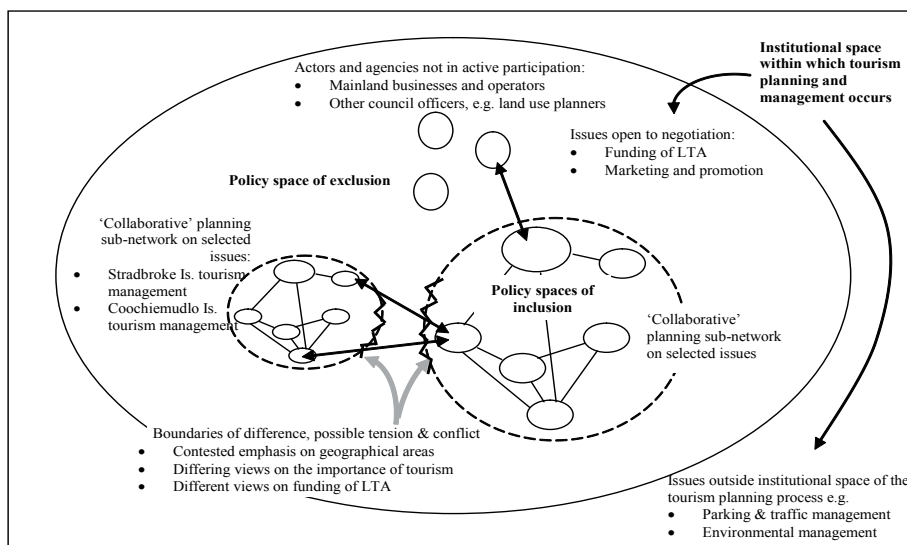 Actors and agencies not in active participation:
• Mainland businesses and operators
• Other council officers, e.g. land use planners
Institutional space
within which tourism
planning and
management occurs
Issues open to negotiation:
• Funding of LTA
• Marketing and promotion
Policy space of exclusion
‘Collaborative’ planning
sub-network on selected
issues:
• Stradbroke Is. tourism
management
• Coochiemudlo Is.
tourism management
Policy spaces of
inclusion
‘Collaborative’
planning sub-network
on selected issues
Boundaries of difference, possible tension & conflict
• Contested emphasis on geographical areas
• Differing views on the importance of tourism
• Different views on funding of LTA
Issues outside institutional space of the
tourism planning process e.g.
• Parking & traffic management
• Environmental management